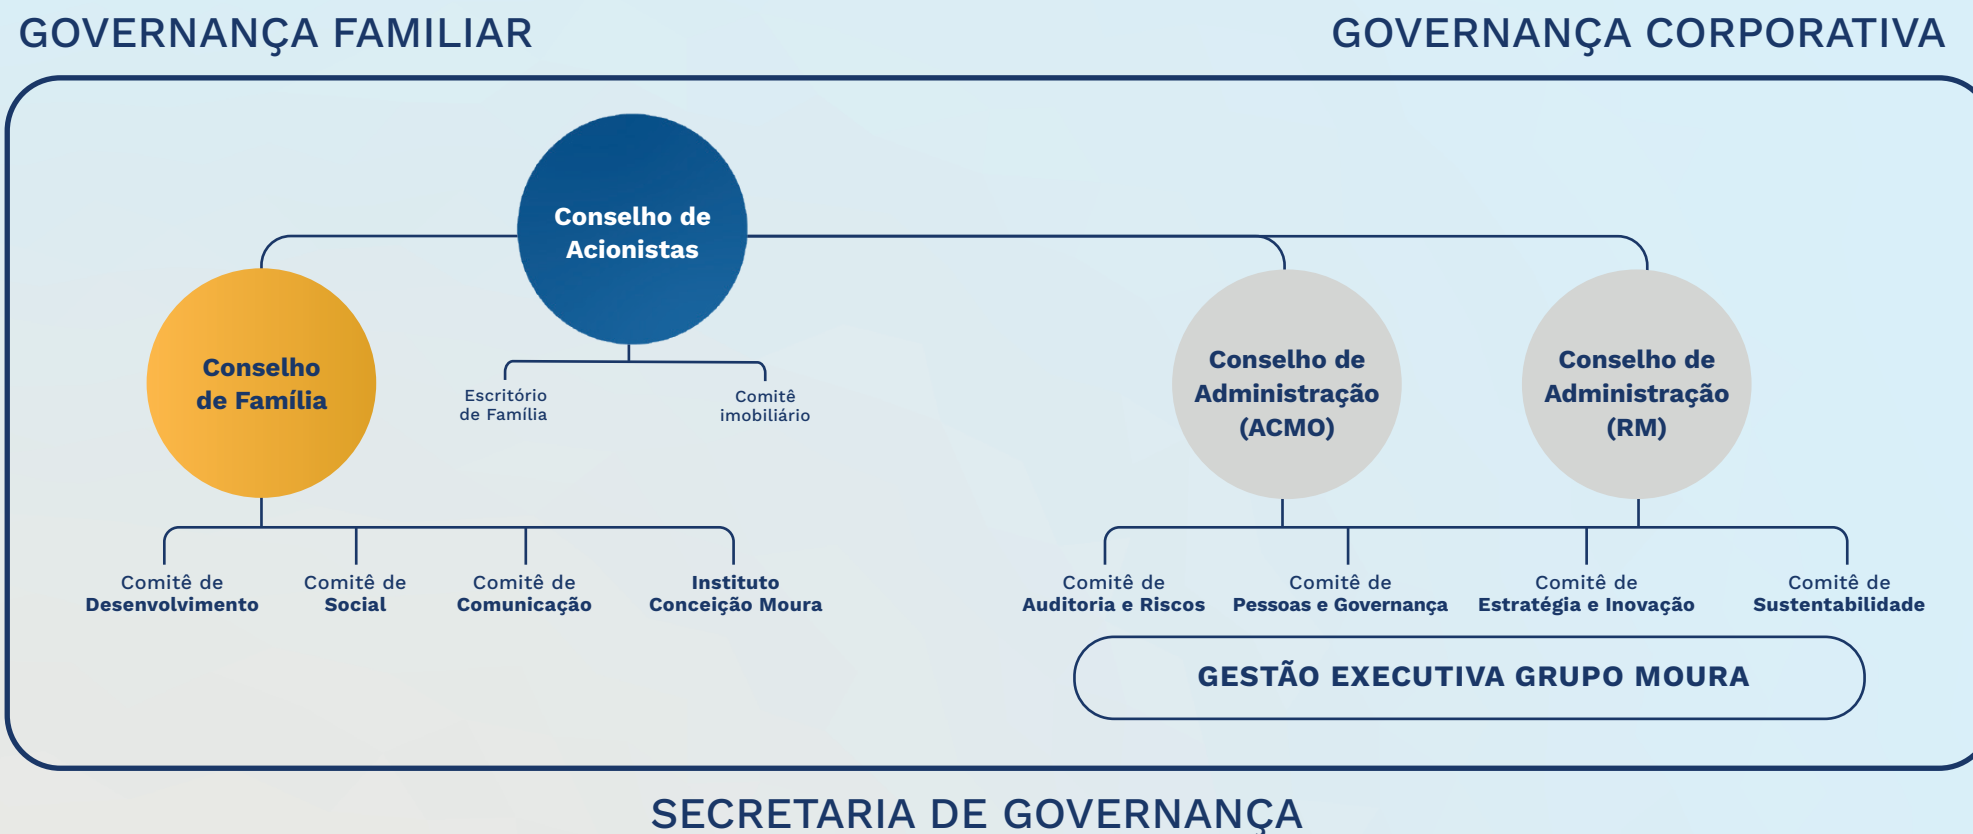 GOVERNANÇA FAMILIAR
GOVERNANÇA CORPORATIVA
Conselho de
Acionistas
Conselho
de Família
Escritório
de Família
Comitê
imobiliário
Conselho de
Administração
(ACMO)
Conselho de
Administração
(RM)
Comitê de
Desenvolvimento
Comitê de
Social
Comitê de
Comunicação
Instituto
Conceição Moura
Comitê de
Auditoria e Riscos
Comitê de
Pessoas e Governança
Comitê de
Estratégia e Inovação
Comitê de
Sustentabilidade
GESTÃO EXECUTIVA GRUPO MOURA
SECRETARIA DE GOVERNANÇA